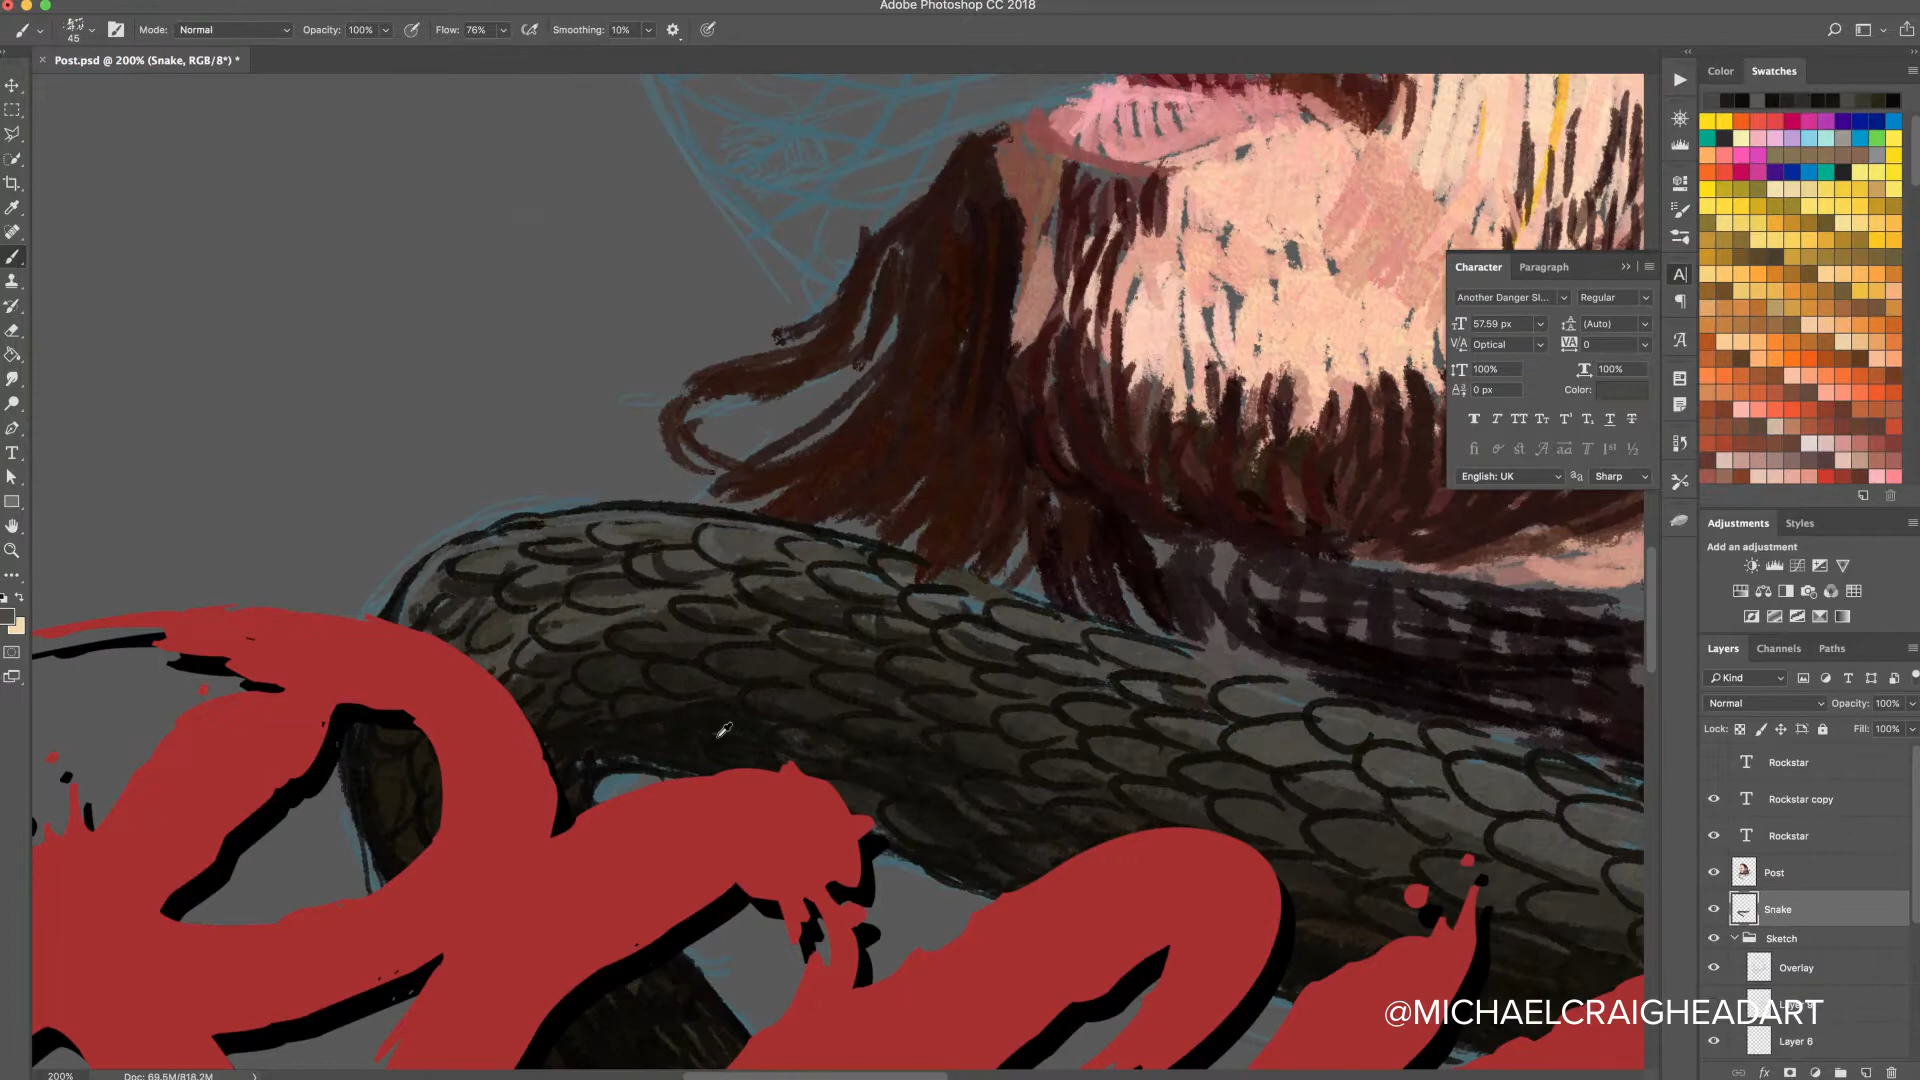 Adobe Photoshop CC 2018
45
Mode: Normal
Opacity: 100%
Flow: 76%
Smoothing: 10%
Post.psd @ 200% (Snake, RGB/8*) *
Color
Swatches
Character
Paragraph
Another Danger Sl...
Regular
57.59 px
(Auto)
Optical
0
100%
100%
0 px
Color:
English: UK
Sharp
Adjustments
Styles
Add an adjustment
Layers
Channels
Paths
Kind
Normal
Opacity: 100%
Lock:
Fill: 100%
Rockstar
Rockstar copy
Rockstar
Post
Snake
Sketch
Overlay
@MICHAELCRAIGHEADART
Layer 6
200%
Doc: 69.5M/818.2M